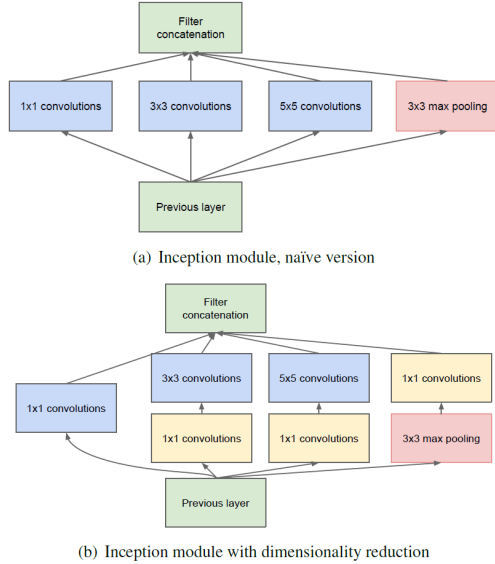 Filter
concatenation
1x1 convolutions
3x3 convolutions
5x5 convolutions
3x3 max pooling
Previous layer
(a) Inception module, naïve version
Filter
concatenation
3x3 convolutions
5x5 convolutions
1x1 convolutions
1x1 convolutions
1x1 convolutions
1x1 convolutions
3x3 max pooling
Previous layer
(b) Inception module with dimensionality reduction